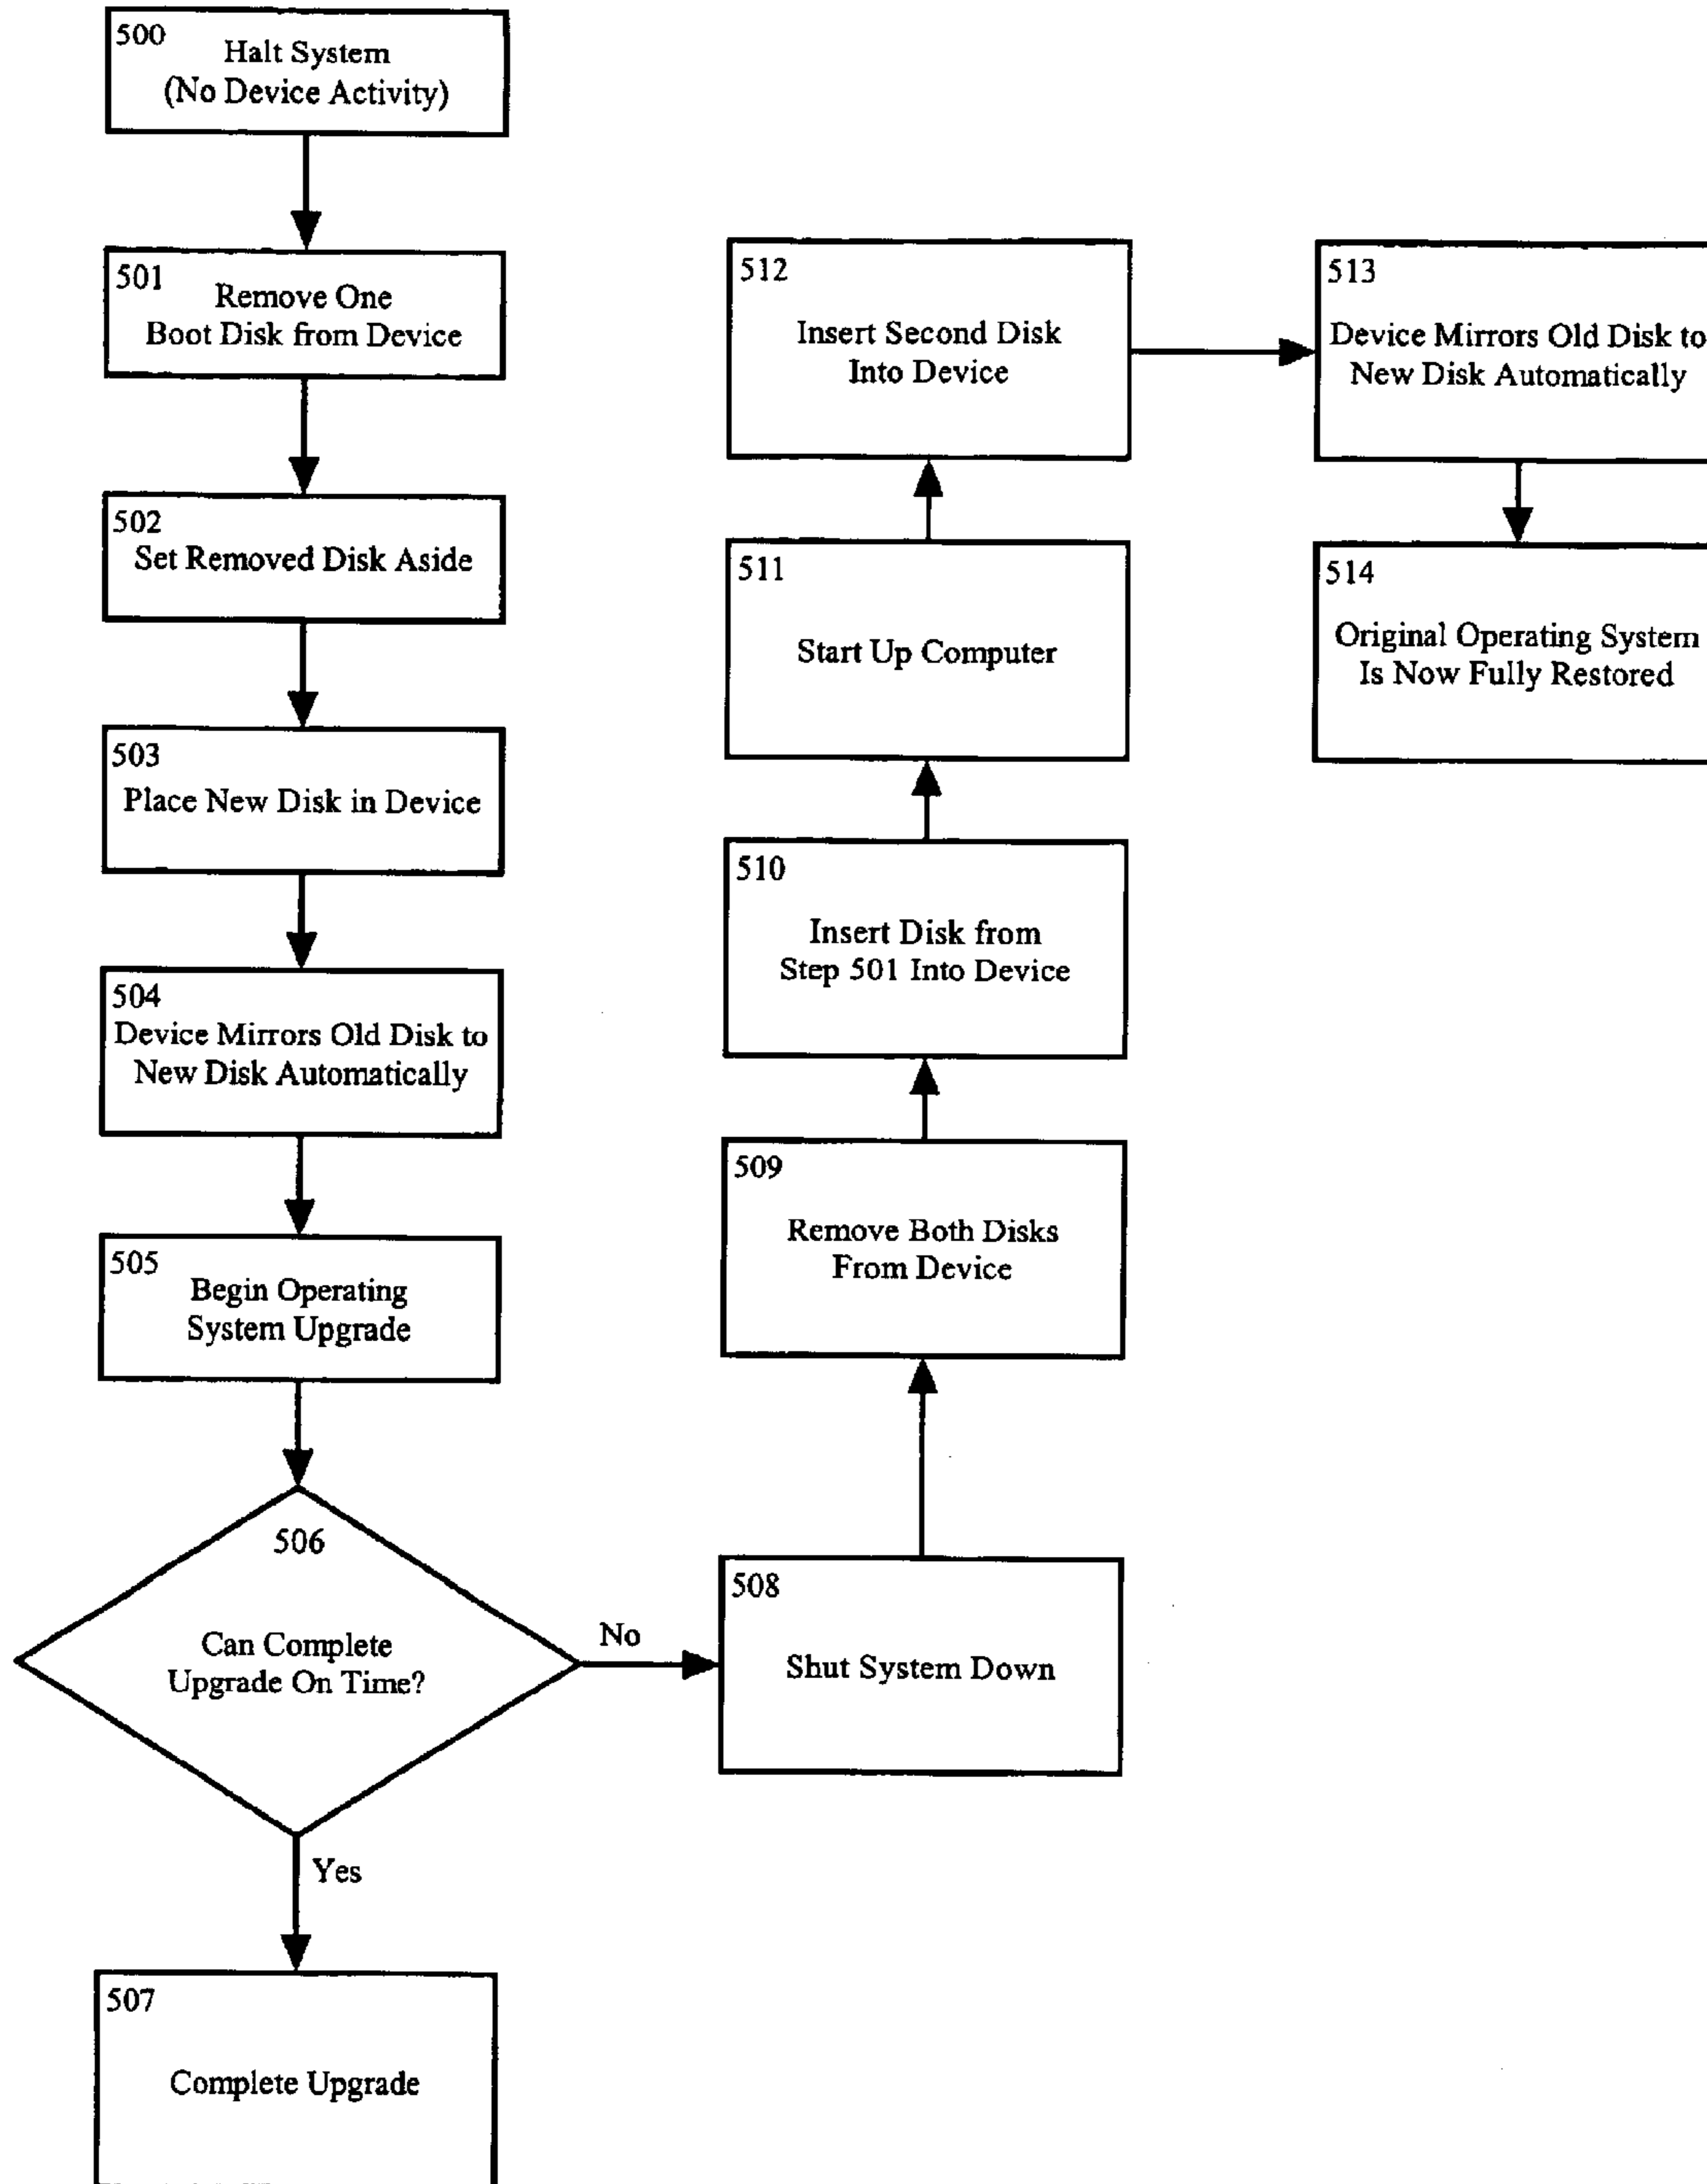 500
Halt System
(No Device Activity)
501
Remove One
Boot Disk from Device
502
Set Removed Disk Aside
503
Place New Disk in Device
504
Device Mirrors Old Disk to
New Disk Automatically
505
Begin Operating
System Upgrade
506
Can Complete
Upgrade On Time?
No
Yes
507
Complete Upgrade
508
Shut System Down
509
Remove Both Disks
From Device
510
Insert Disk from
Step 501 Into Device
511
Start Up Computer
512
Insert Second Disk
Into Device
513
Device Mirrors Old Disk to
New Disk Automatically
514
Original Operating System
Is Now Fully Restored